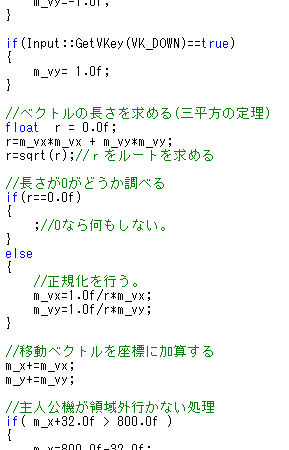 m_vy=-1.0f;
}
if(Input::GetVKey(VK_DOWN)==true)
{
m_vy= 1.0f;
}
//ベクトルの長さを求める(三平方の定理)
float r = 0.0f;
r=m_vx*m_vx + m_vy*m_vy;
r=sqrt(r);//ｒをルートを求める
//長さが0がどうか調べる
if(r==0.0f)
{
;//0なら何もしない。
}
else
{
//正規化を行う。
m_vx=1.0f/r*m_vx;
m_vy=1.0f/r*m_vy;
}
//移動ベクトルを座標に加算する
m_x+=m_vx;
m_y+=m_vy;
//主人公機が領域外行かない処理
if( m_x+32.0f > 800.0f )
{
m_x=800.0f-32.0f;